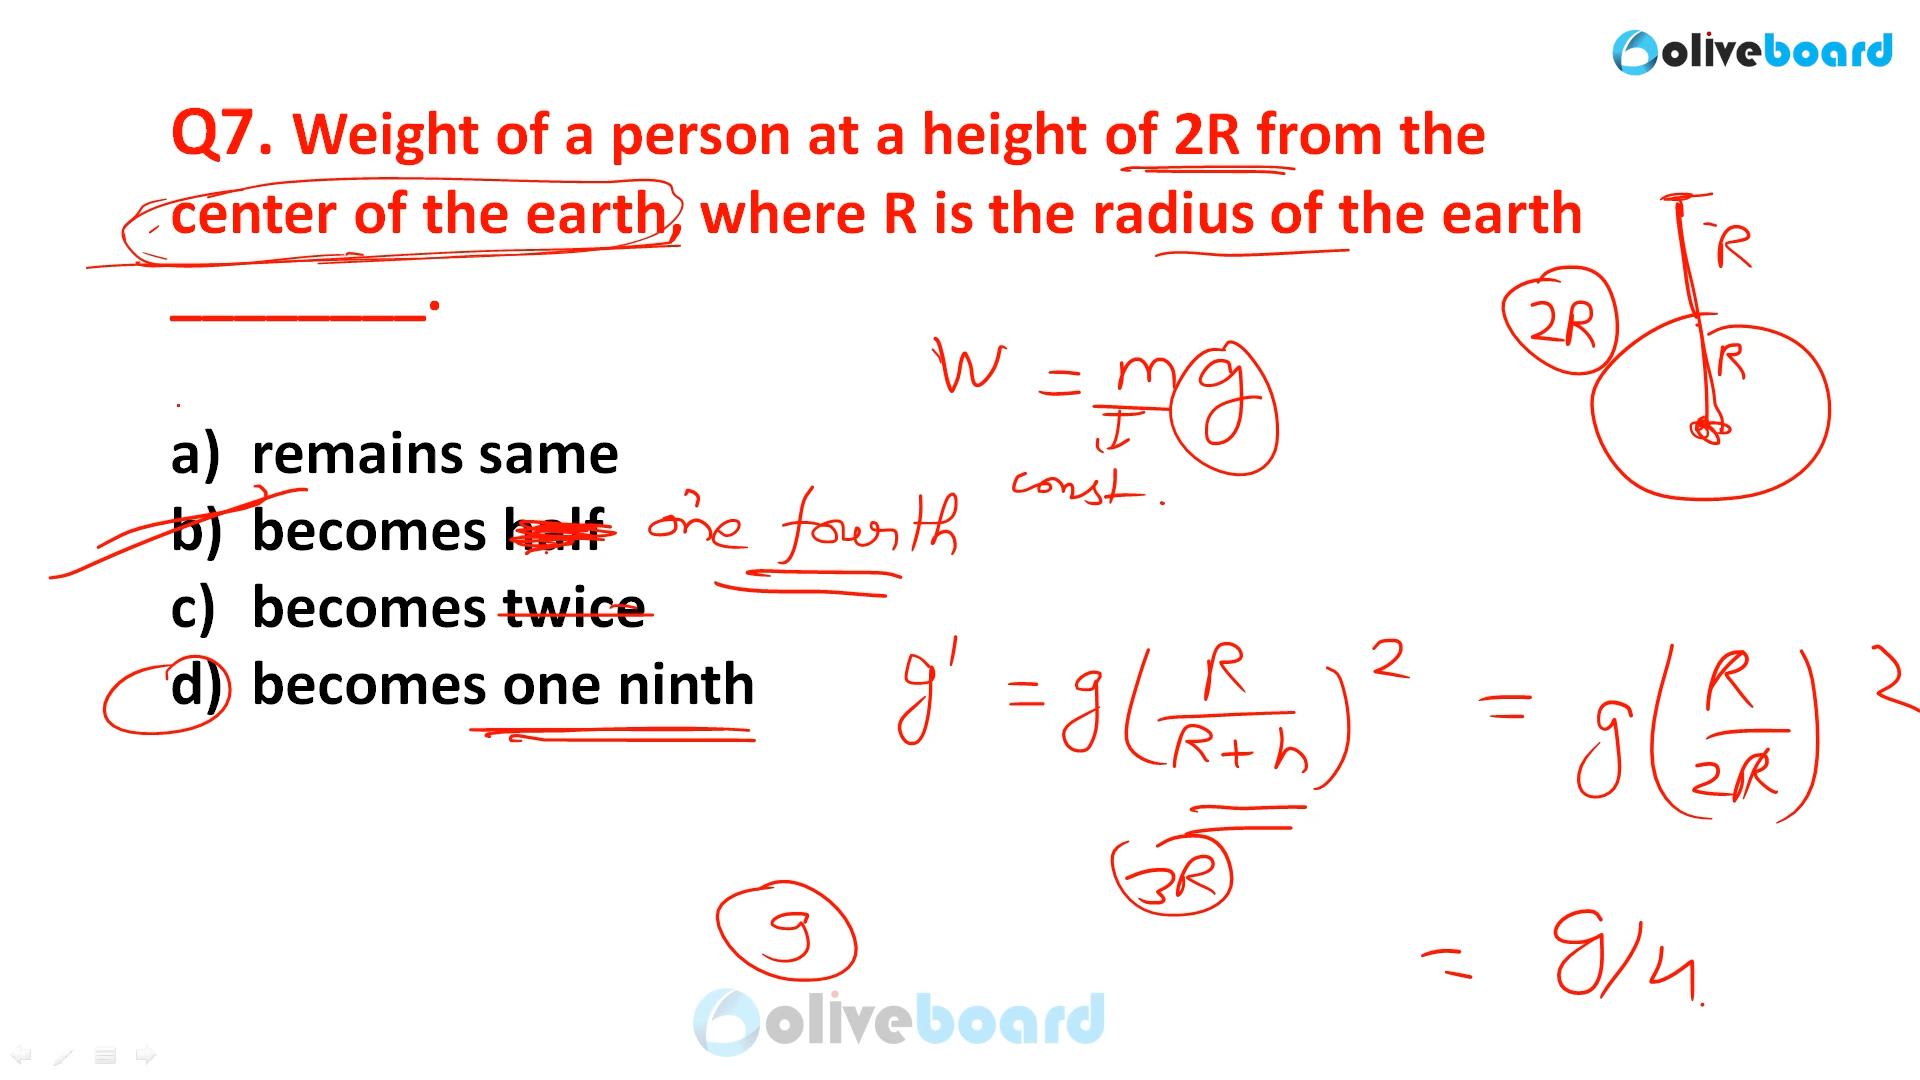 oliveboard
Q7. Weight of a person at a height of 2R from the
center of the earth, where R is the radius of the earth
________.
R
2R
R
W = mg
const.
a) remains same
b) becomes half one fourth
c) becomes twice
d) becomes one ninth
g' = g(R/R+h)² = g(R/2R)²
3R
g
= g/4.
oliveboard